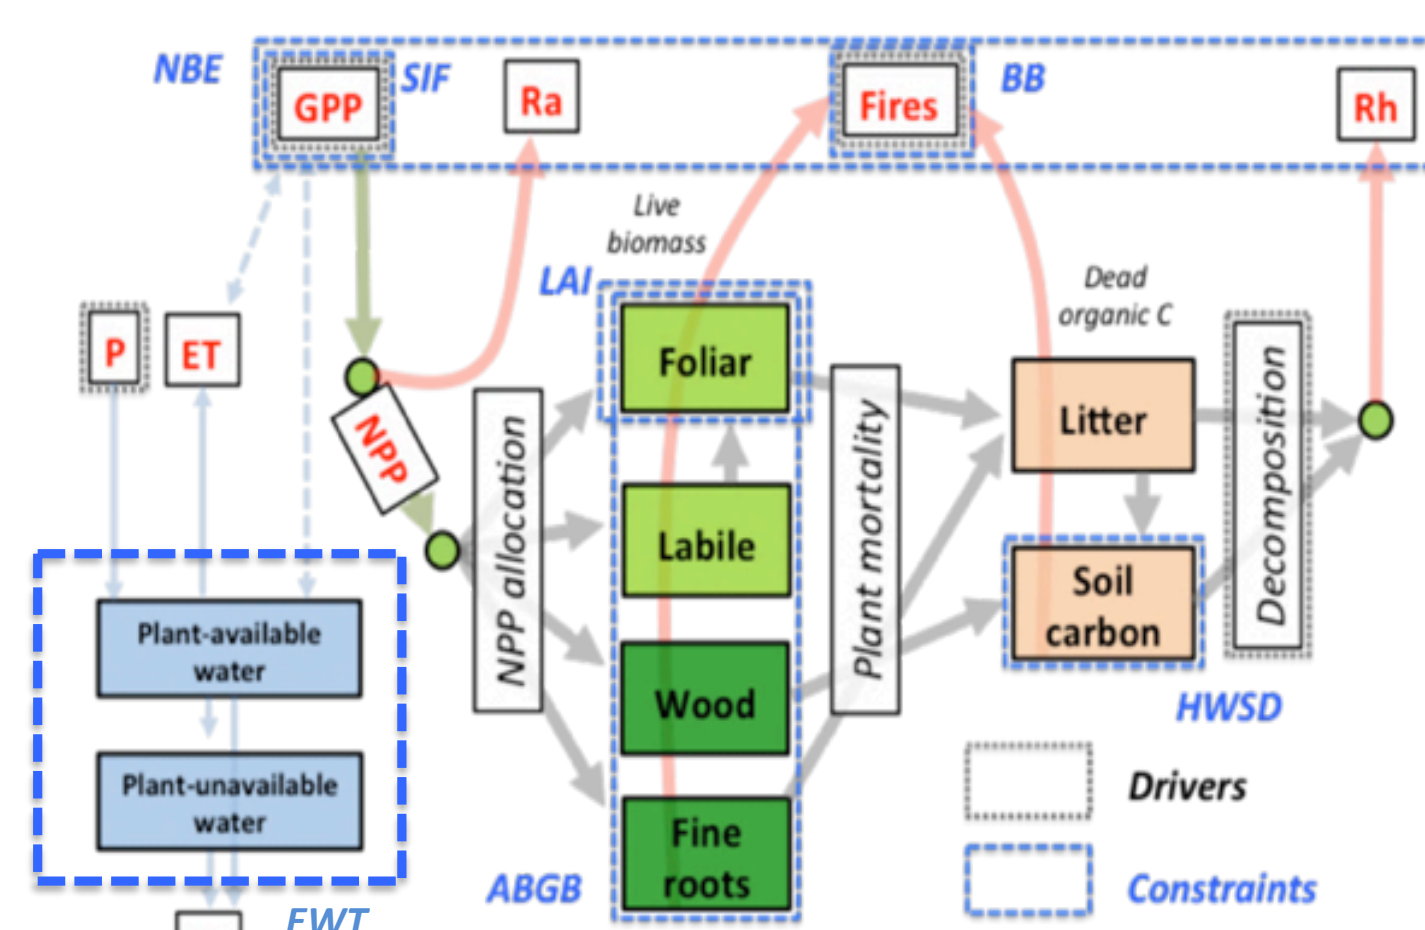 NBE
GPP
SIF
Ra
Fires
BB
Rh
Live
biomass
LAI
Dead
organic C
P
ET
NPP
NPP allocation
Foliar
Labile
Wood
Fine
roots
Plant mortality
Litter
Soil
carbon
Decomposition
HWSD
Plant-available
water
Plant-unavailable
water
ABGB
Drivers
Constraints
EWT